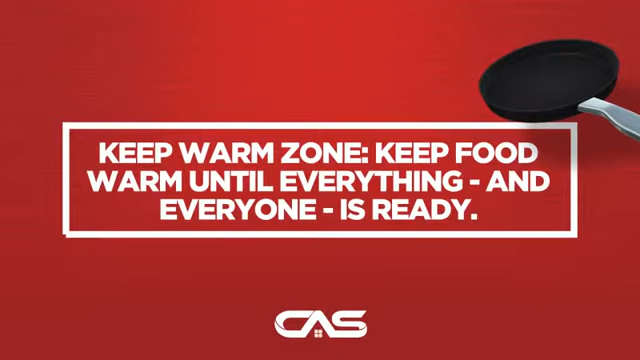 KEEP WARM ZONE: KEEP FOOD
WARM UNTIL EVERYTHING - AND
EVERYONE - IS READY.
CAS